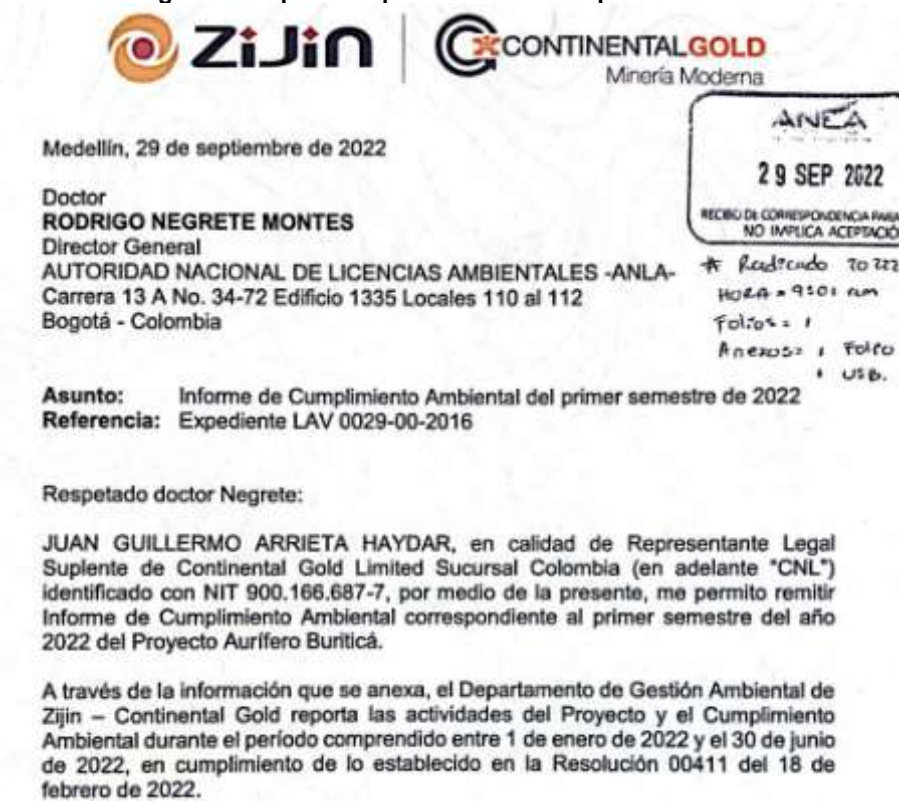 ZiJin
CONTINENTALGOLD
Minería Moderna
Medellín, 29 de septiembre de 2022
29 SEP 2022
RECIBO DE CORRESPONDENCIA PARA
NO IMPLICA ACEPTACIÓN
Doctor
RODRIGO NEGRETE MONTES
Director General
AUTORIDAD NACIONAL DE LICENCIAS AMBIENTALES -ANLA-
Carrera 13 A No. 34-72 Edificio 1335 Locales 110 al 112
Bogotá - Colombia
* Radicado 20222
HORA = 9:01 am
Folios = 1
Anexos = 1 Folio
1 USB.
Asunto: Informe de Cumplimiento Ambiental del primer semestre de 2022
Referencia: Expediente LAV 0029-00-2016
Respetado doctor Negrete:
JUAN GUILLERMO ARRIETA HAYDAR, en calidad de Representante Legal
Suplente de Continental Gold Limited Sucursal Colombia (en adelante "CNL")
identificado con NIT 900.166.687-7, por medio de la presente, me permito remitir
Informe de Cumplimiento Ambiental correspondiente al primer semestre del año
2022 del Proyecto Aurífero Buriticá.
A través de la información que se anexa, el Departamento de Gestión Ambiental de
Zijin – Continental Gold reporta las actividades del Proyecto y el Cumplimiento
Ambiental durante el período comprendido entre 1 de enero de 2022 y el 30 de junio
de 2022, en cumplimiento de lo establecido en la Resolución 00411 del 18 de
febrero de 2022.